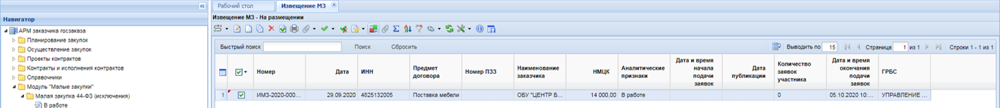 Рабочий стол
Извещение МЗ
Навигатор
АРМ заказчика госзаказа
Планирование закупок
Осуществление закупок
Проекты контрактов
Контракты и исполнения контрактов
Справочники
Модуль "Малые закупки"
Малая закупка 44-ФЗ (исключения)
В работе
Извещение МЗ - На размещении
Быстрый поиск Поиск Сбросить Выводить по 15 Страница 1 из 1 Строки 1 - 1 из 1
Номер Дата ИНН Предмет договора Номер ПЗЗ Наименование заказчика НМЦК Аналитические признаки Дата и время начала подачи заявок Дата публикации Количество заявок участника Дата и время окончания подачи заявок ГРБС
1 ИМЗ-2020-000... 29.09.2020 4825132005 Поставка мебели ОБУ "ЦЕНТР Б... 14 000,00 В работе 0 05.10.2020 10:... УПРАВЛЕНИЕ ...